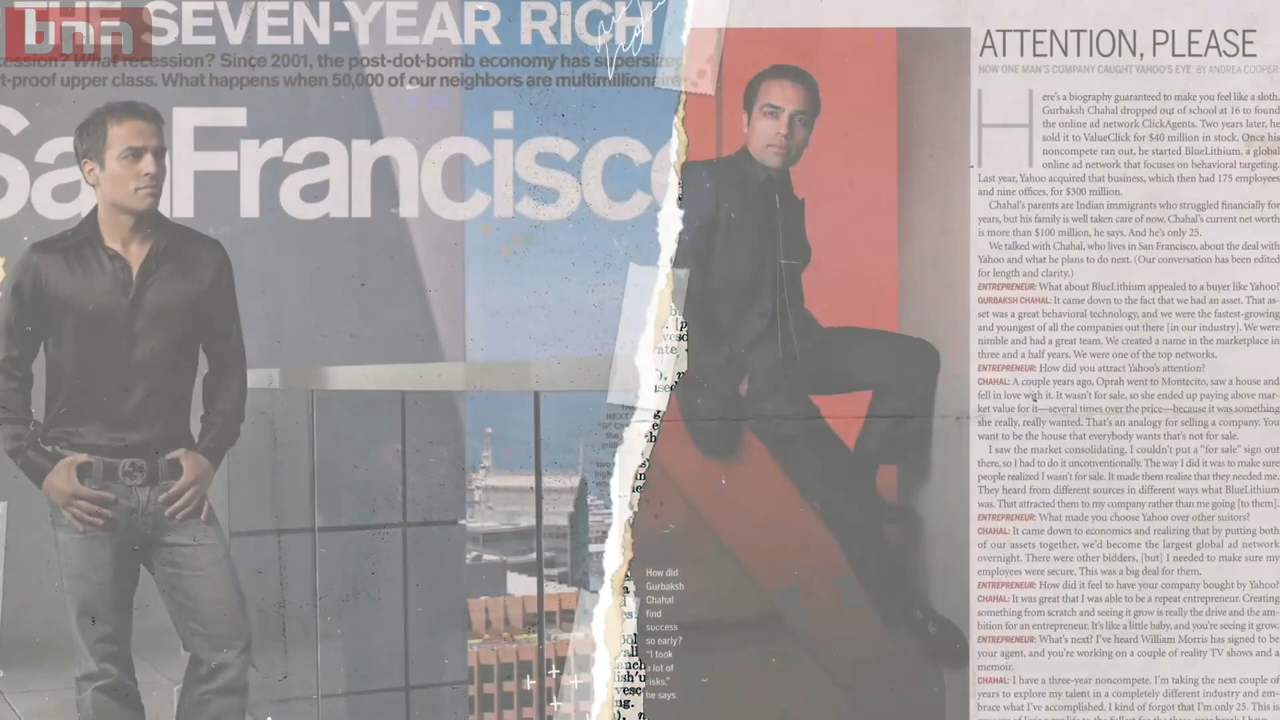 bnn
THE SEVEN-YEAR RICH
cession? What recession? Since 2001, the post-dot-bomb economy has supersized
t-proof upper class. What happens when 50,000 of our neighbors are multimillionaires
San Francisco
How did
Gurbaksh
Chahal
find
success
so early?
"I took
a lot of
risks,"
he says.
ATTENTION, PLEASE
HOW ONE MAN'S COMPANY CAUGHT YAHOO'S EYE BY ANDREA COOPER
Here's a biography guaranteed to make you feel like a sloth.
Gurbaksh Chahal dropped out of school at 16 to found
the online ad network ClickAgents. Two years later, he
sold it to ValueClick for $40 million in stock. Once his
noncompete ran out, he started BlueLithium, a global
online ad network that focuses on behavioral targeting.
Last year, Yahoo acquired that business, which then had 175 employees
and nine offices, for $300 million.
Chahal's parents are Indian immigrants who struggled financially for
years, but his family is well taken care of now. Chahal's current net worth
is more than $100 million, he says. And he's only 25.
We talked with Chahal, who lives in San Francisco, about the deal with
Yahoo and what he plans to do next. (Our conversation has been edited
for length and clarity.)
ENTREPRENEUR: What about BlueLithium appealed to a buyer like Yahoo?
GURBAKSH CHAHAL: It came down to the fact that we had an asset. That as-
set was a great behavioral technology, and we were the fastest-growing
and youngest of all the companies out there [in our industry]. We were
nimble and had a great team. We created a name in the marketplace in
three and a half years. We were one of the top networks.
ENTREPRENEUR: How did you attract Yahoo's attention?
CHAHAL: A couple years ago, Oprah went to Montecito, saw a house and
fell in love with it. It wasn't for sale, so she ended up paying above mar-
ket value for it—several times over the price—because it was something
she really, really wanted. That's an analogy for selling a company. You
want to be the house that everybody wants that's not for sale.
I saw the market consolidating. I couldn't put a "for sale" sign out
there, so I had to do it unconventionally. The way I did it was to make sure
people realized I wasn't for sale. It made them realize that they needed me.
They heard from different sources in different ways what BlueLithium
was. That attracted them to my company rather than me going [to them].
ENTREPRENEUR: What made you choose Yahoo over other suitors?
CHAHAL: It came down to economics and realizing that by putting both
of our assets together, we'd become the largest global ad network
overnight. There were other bidders, [but] I needed to make sure my
employees were secure. This was a big deal for them.
ENTREPRENEUR: How did it feel to have your company bought by Yahoo?
CHAHAL: It was great that I was able to be a repeat entrepreneur. Creating
something from scratch and seeing it grow is really the drive and the am-
bition for an entrepreneur. It's like a little baby, and you're seeing it grow.
ENTREPRENEUR: What's next? I've heard William Morris has signed to be
your agent, and you're working on a couple of reality TV shows and a
memoir.
CHAHAL: I have a three-year noncompete. I'm taking the next couple of
years to explore my talent in a completely different industry and em-
brace what I've accomplished. I kind of forgot that I'm only 25. This is